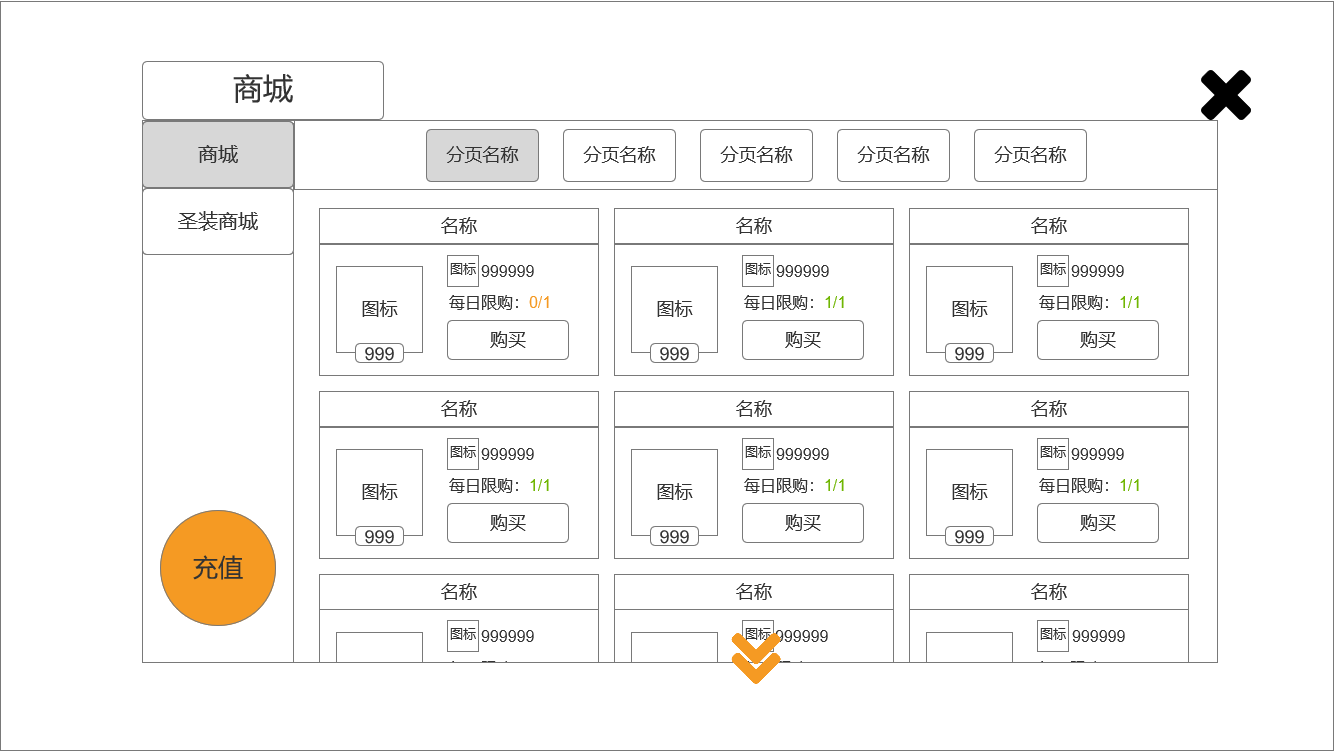 商城
商城
分页名称 分页名称 分页名称 分页名称 分页名称
圣装商城
名称 名称 名称
图标 999999 图标 999999 图标 999999
图标 每日限购：0/1 图标 每日限购：1/1 图标 每日限购：1/1
购买 购买 购买
999 999 999
名称 名称 名称
图标 999999 图标 999999 图标 999999
图标 每日限购：1/1 图标 每日限购：1/1 图标 每日限购：1/1
购买 购买 购买
999 999 999
充值
名称 名称 名称
图标 999999 图标 999999 图标 999999